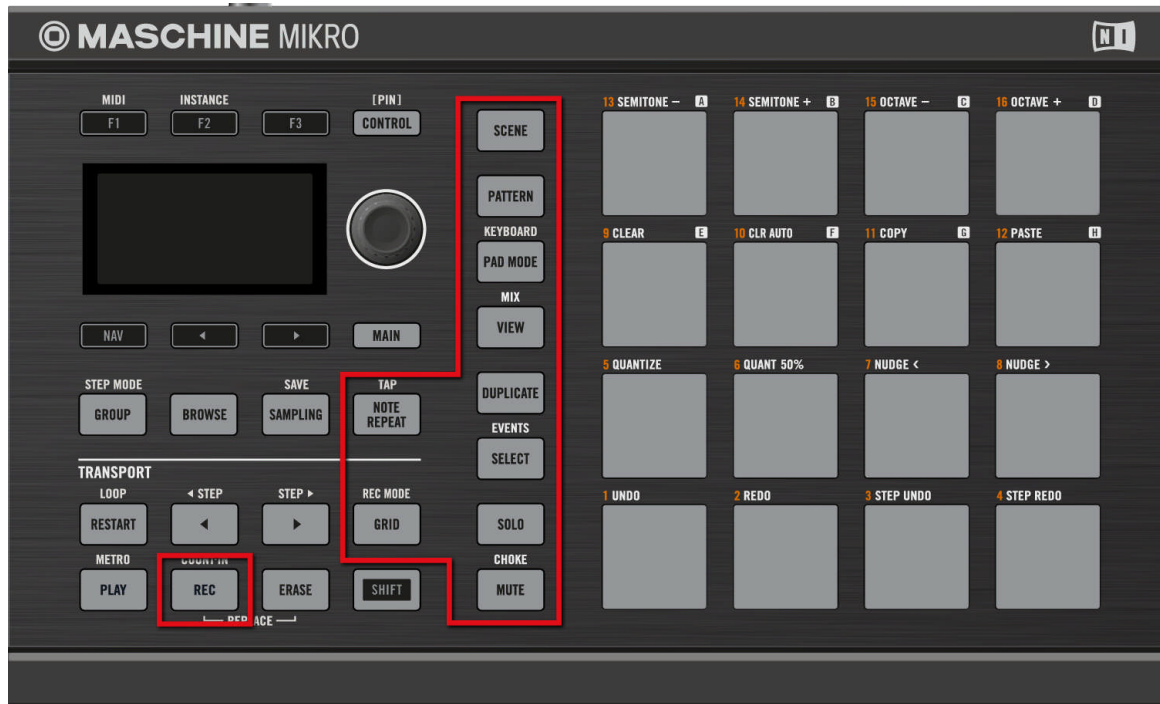 MASCHINE MIKRO
NI
MIDI INSTANCE [PIN]
F1 F2 F3 CONTROL
NAV ◂ ▸ MAIN
STEP MODE SAVE TAP
GROUP BROWSE SAMPLING NOTE REPEAT
TRANSPORT
LOOP ◂ STEP STEP ▸ REC MODE
RESTART ◂ ▸ GRID
METRO COUNT-IN
PLAY REC ERASE SHIFT
REPLACE
SCENE
PATTERN
KEYBOARD
PAD MODE
MIX
VIEW
DUPLICATE
EVENTS
SELECT
SOLO
CHOKE
MUTE
13 SEMITONE – A 14 SEMITONE + B 15 OCTAVE – C 16 OCTAVE + D
9 CLEAR E 10 CLR AUTO F 11 COPY G 12 PASTE H
5 QUANTIZE 6 QUANT 50% 7 NUDGE < 8 NUDGE >
1 UNDO 2 REDO 3 STEP UNDO 4 STEP REDO